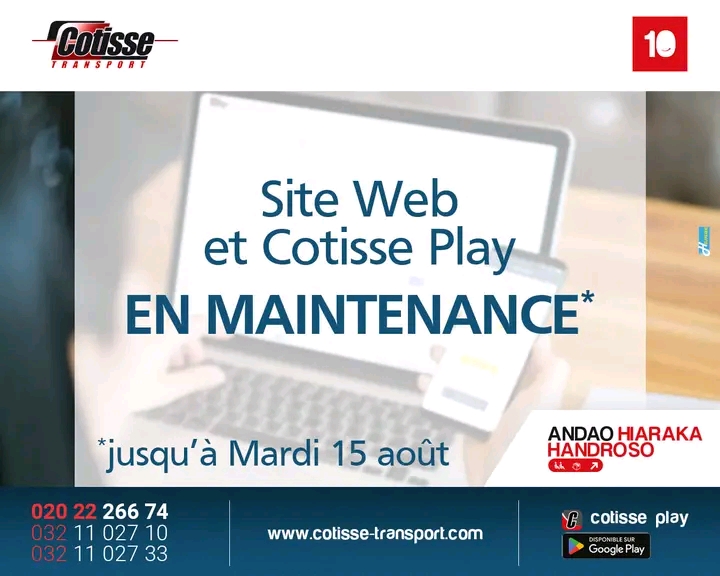 Cotisse
TRANSPORT
10
Site Web
et Cotisse Play
EN MAINTENANCE*
*jusqu'à Mardi 15 août
ANDAO HIARAKA
HANDROSO
020 22 266 74
032 11 027 10
032 11 027 33
www.cotisse-transport.com
cotisse play
DISPONIBLE SUR
Google Play